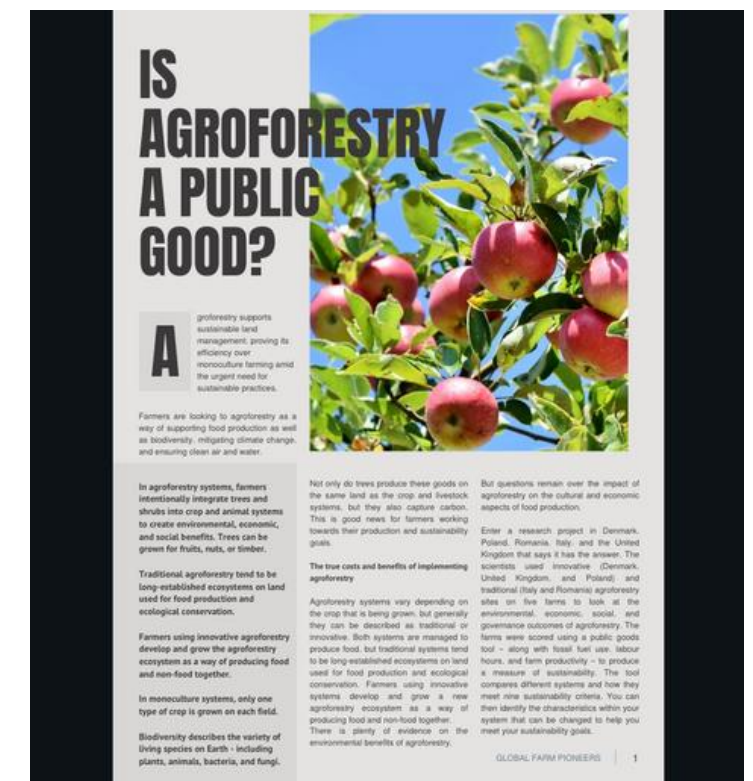 IS
AGROFORESTRY
A PUBLIC
GOOD?
A
groforestry supports
sustainable land
management, proving its
efficiency over
monoculture farming amid
the urgent need for
sustainable practices.
Farmers are looking to agroforestry as a
way of supporting food production as well
as biodiversity, mitigating climate change,
and ensuring clean air and water.
In agroforestry systems, farmers
intentionally integrate trees and
shrubs into crop and animal systems
to create environmental, economic,
and social benefits. Trees can be
grown for fruits, nuts, or timber.
Traditional agroforestry tend to be
long-established ecosystems on land
used for food production and
ecological conservation.
Farmers using innovative agroforestry
develop and grow the agroforestry
ecosystem as a way of producing food
and non-food together.
In monoculture systems, only one
type of crop is grown on each field.
Biodiversity describes the variety of
living species on Earth - including
plants, animals, bacteria, and fungi.
Not only do trees produce these goods on
the same land as the crop and livestock
systems, but they also capture carbon.
This is good news for farmers working
towards their production and sustainability
goals.
The true costs and benefits of implementing
agroforestry
Agroforestry systems vary depending on
the crop that is being grown, but generally
they can be described as traditional or
innovative. Both systems are managed to
produce food, but traditional systems tend
to be long-established ecosystems on land
used for food production and ecological
conservation. Farmers using innovative
systems develop and grow a new
agroforestry ecosystem as a way of
producing food and non-food together.
There is plenty of evidence on the
environmental benefits of agroforestry.
But questions remain over the impact of
agroforestry on the cultural and economic
aspects of food production.
Enter a research project in Denmark,
Poland, Romania, Italy, and the United
Kingdom that says it has the answer. The
scientists used innovative (Denmark,
United Kingdom, and Poland) and
traditional (Italy and Romania) agroforestry
sites on five farms to look at the
environmental, economic, social, and
governance outcomes of agroforestry. The
farms were scored using a public goods
tool – along with fossil fuel use, labour
hours, and farm productivity – to produce
a measure of sustainability. The tool
compares different systems and how they
meet nine sustainability criteria. You can
then identify the characteristics within your
system that can be changed to help you
meet your sustainability goals.
GLOBAL FARM PIONEERS 1